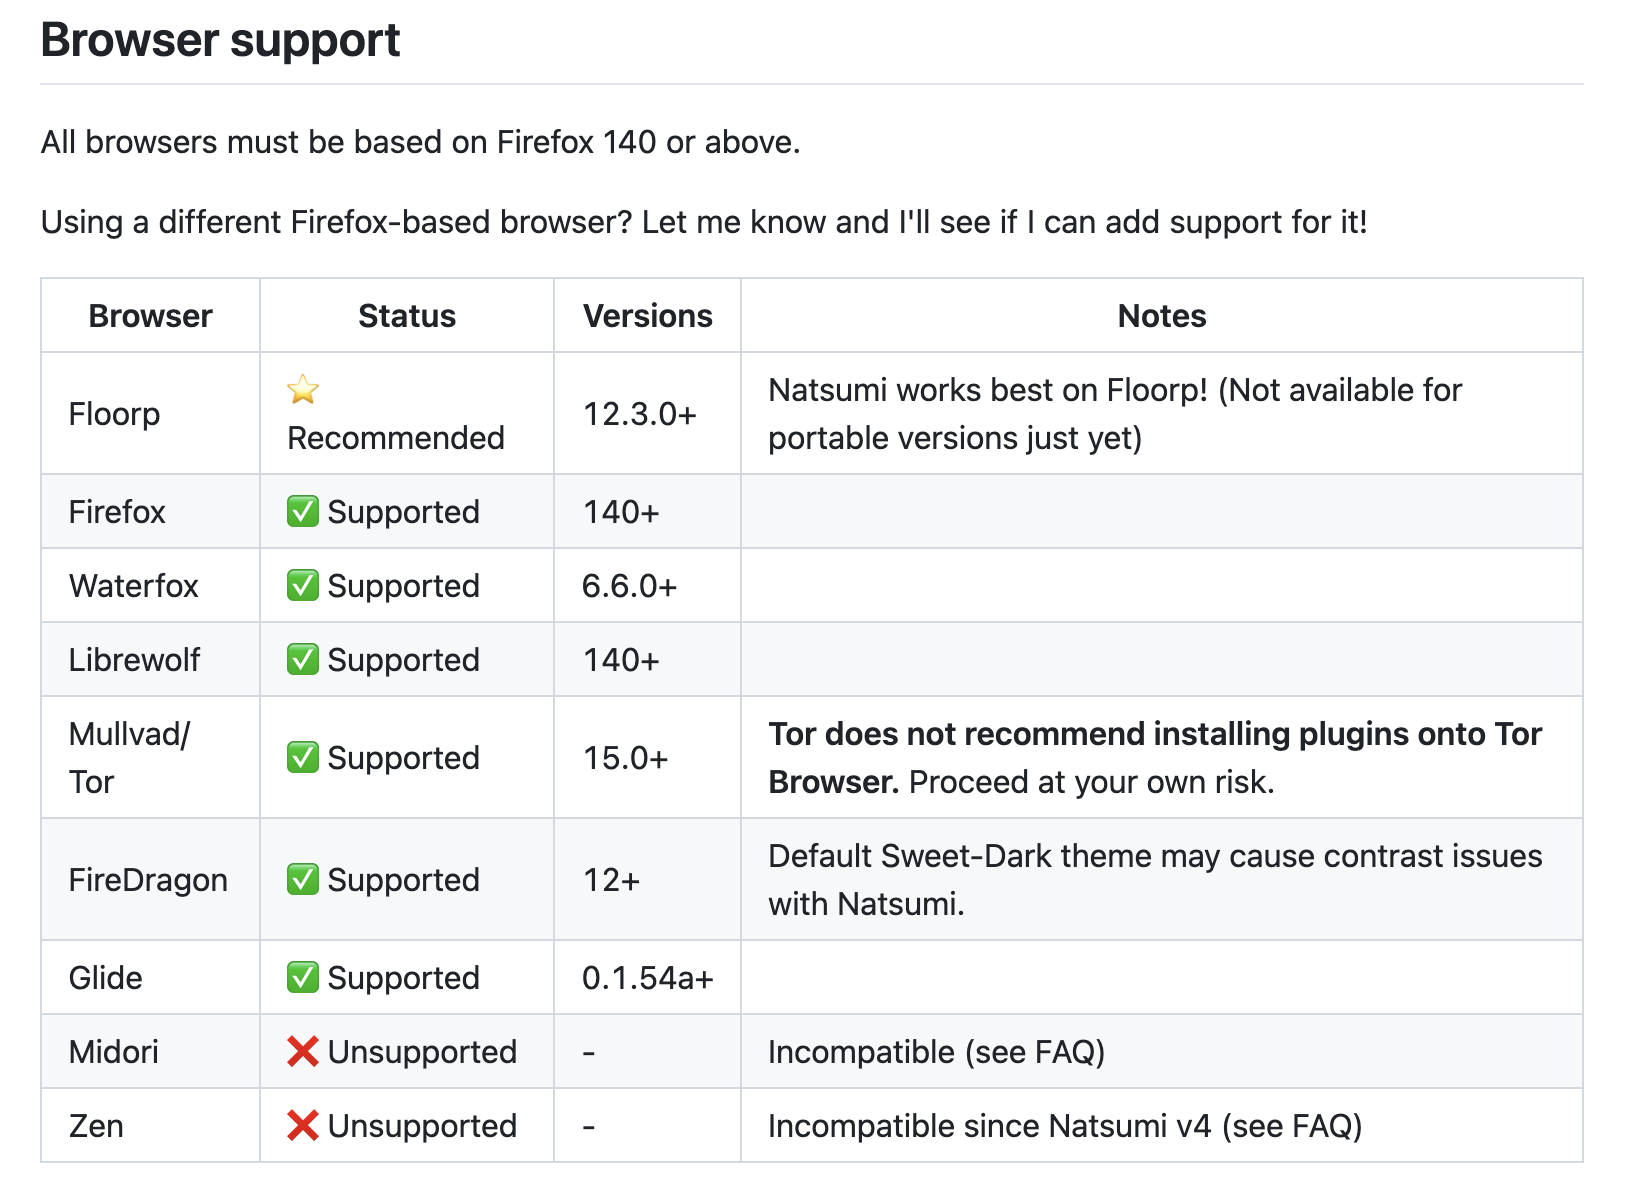 Browser support
All browsers must be based on Firefox 140 or above.
Using a different Firefox-based browser? Let me know and I'll see if I can add support for it!
Browser Status Versions Notes
Floorp ⭐ Recommended 12.3.0+ Natsumi works best on Floorp! (Not available for
portable versions just yet)
Firefox ✅ Supported 140+
Waterfox ✅ Supported 6.6.0+
Librewolf ✅ Supported 140+
Mullvad/
Tor ✅ Supported 15.0+ Tor does not recommend installing plugins onto Tor
Browser. Proceed at your own risk.
FireDragon ✅ Supported 12+ Default Sweet-Dark theme may cause contrast issues
with Natsumi.
Glide ✅ Supported 0.1.54a+
Midori ❌ Unsupported - Incompatible (see FAQ)
Zen ❌ Unsupported - Incompatible since Natsumi v4 (see FAQ)